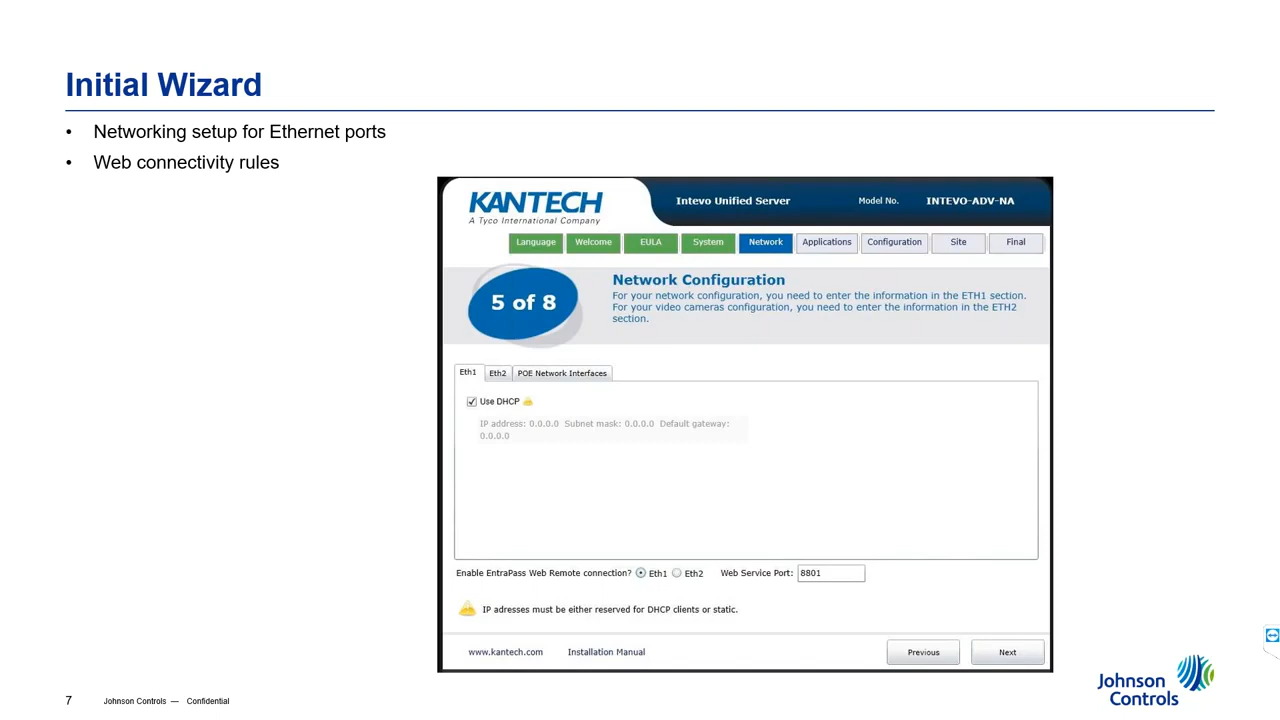 Initial Wizard
• Networking setup for Ethernet ports
• Web connectivity rules
KANTECH
A Tyco International Company
Intevo Unified Server
Model No.
INTEVO-ADV-NA
Language
Welcome
EULA
System
Network
Applications
Configuration
Site
Final
5 of 8
Network Configuration
For your network configuration, you need to enter the information in the ETH1 section.
For your video cameras configuration, you need to enter the information in the ETH2
section.
Eth1
Eth2
POE Network Interfaces
Use DHCP
IP address: 0.0.0.0 Subnet mask: 0.0.0.0 Default gateway:
0.0.0.0
Enable EntraPass Web Remote connection? Eth1 Eth2 Web Service Port: 8801
IP adresses must be either reserved for DHCP clients or static.
www.kantech.com
Installation Manual
Previous
Next
7
Johnson Controls — Confidential
Johnson
Controls